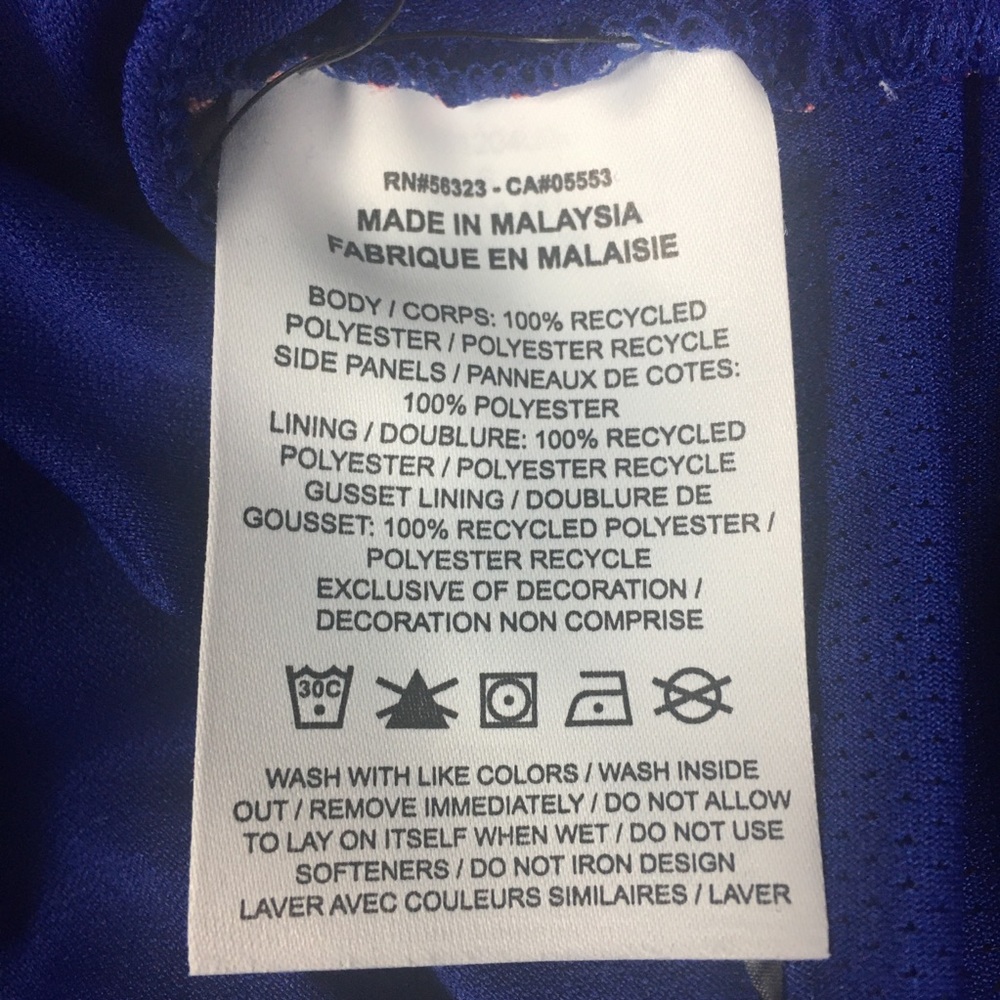 RN#56323 - CA#05553
MADE IN MALAYSIA
FABRIQUE EN MALAISIE
BODY / CORPS: 100% RECYCLED
POLYESTER / POLYESTER RECYCLE
SIDE PANELS / PANNEAUX DE COTES:
100% POLYESTER
LINING / DOUBLURE: 100% RECYCLED
POLYESTER / POLYESTER RECYCLE
GUSSET LINING / DOUBLURE DE
GOUSSET: 100% RECYCLED POLYESTER /
POLYESTER RECYCLE
EXCLUSIVE OF DECORATION /
DECORATION NON COMPRISE
30C
WASH WITH LIKE COLORS / WASH INSIDE
OUT / REMOVE IMMEDIATELY / DO NOT ALLOW
TO LAY ON ITSELF WHEN WET / DO NOT USE
SOFTENERS / DO NOT IRON DESIGN
LAVER AVEC COULEURS SIMILAIRES / LAVER